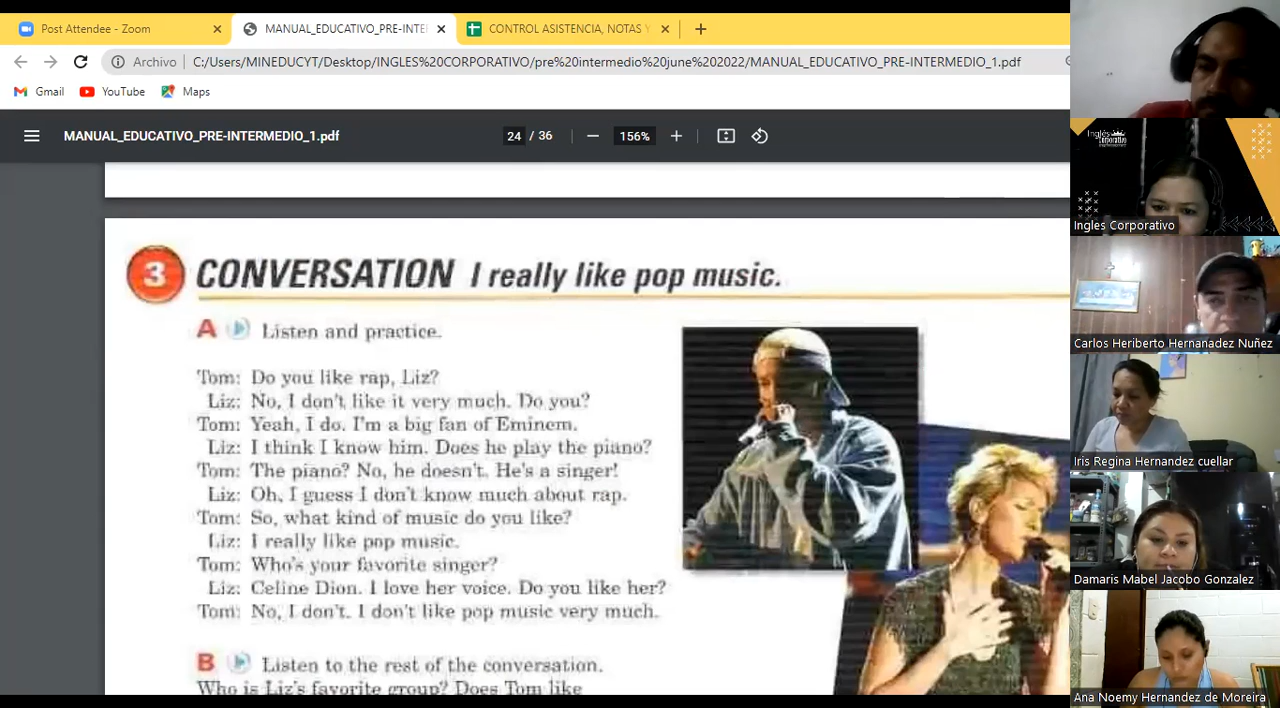 Post Attendee - Zoom
MANUAL_EDUCATIVO_PRE-INTER
CONTROL ASISTENCIA, NOTAS Y
Archivo
C:/Users/MINEDUCYT/Desktop/INGLES%20CORPORATIVO/pre%20intermedio%20june%202022/MANUAL_EDUCATIVO_PRE-INTERMEDIO_1.pdf
Gmail
YouTube
Maps
MANUAL_EDUCATIVO_PRE-INTERMEDIO_1.pdf
24 / 36
156%
3 CONVERSATION I really like pop music.
A Listen and practice.
Tom: Do you like rap, Liz?
Liz: No, I don't like it very much. Do you?
Tom: Yeah, I do. I'm a big fan of Eminem.
Liz: I think I know him. Does he play the piano?
Tom: The piano? No, he doesn't. He's a singer!
Liz: Oh, I guess I don't know much about rap.
Tom: So, what kind of music do you like?
Liz: I really like pop music.
Tom: Who's your favorite singer?
Liz: Celine Dion. I love her voice. Do you like her?
Tom: No, I don't. I don't like pop music very much.
B Listen to the rest of the conversation.
Who is Liz's favorite group? Does Tom like
Inglés
Corporativo
Ingles Corporativo
Carlos Heriberto Hernanadez Nuñez
Iris Regina Hernandez cuellar
Damaris Mabel Jacobo Gonzalez
Ana Noemy Hernandez de Moreira